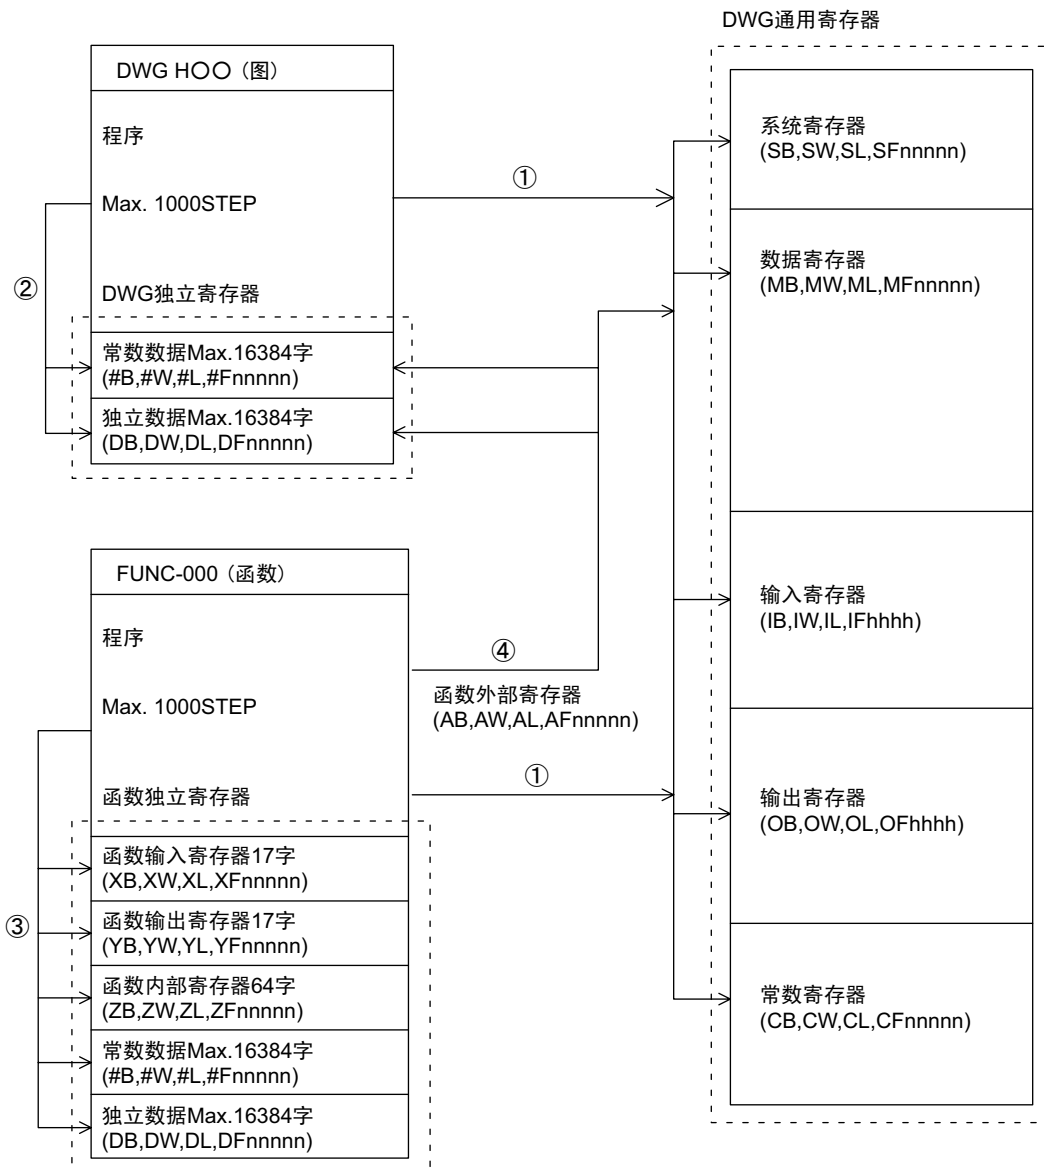 DWG通用寄存器
DWG H〇〇（图）
程序
Max. 1000STEP
DWG独立寄存器
常数数据Max.16384字
(#B,#W,#L,#Fnnnnn)
独立数据Max.16384字
(DB,DW,DL,DFnnnnn)
①
②
系统寄存器
(SB,SW,SL,SFnnnnn)
数据寄存器
(MB,MW,ML,MFnnnnn)
输入寄存器
(IB,IW,IL,IFhhhh)
输出寄存器
(OB,OW,OL,OFhhhh)
常数寄存器
(CB,CW,CL,CFnnnnn)
FUNC-000（函数）
程序
Max. 1000STEP
④
函数外部寄存器
(AB,AW,AL,AFnnnnn)
①
函数独立寄存器
③
函数输入寄存器17字
(XB,XW,XL,XFnnnnn)
函数输出寄存器17字
(YB,YW,YL,YFnnnnn)
函数内部寄存器64字
(ZB,ZW,ZL,ZFnnnnn)
常数数据Max.16384字
(#B,#W,#L,#Fnnnnn)
独立数据Max.16384字
(DB,DW,DL,DFnnnnn)